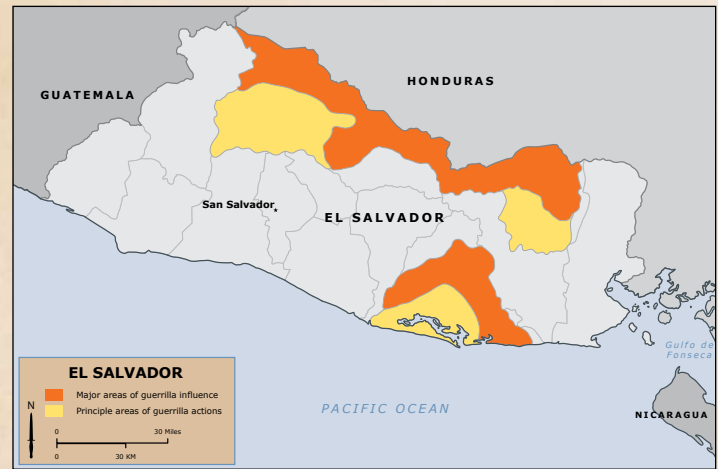 HONDURAS
GUATEMALA
San Salvador
EL SALVADOR
Gulfo de
Fonseca
PACIFIC OCEAN
NICARAGUA
EL SALVADOR
Major areas of guerrilla influence
Principle areas of guerrilla actions
N
0 30 Miles
0 30 KM